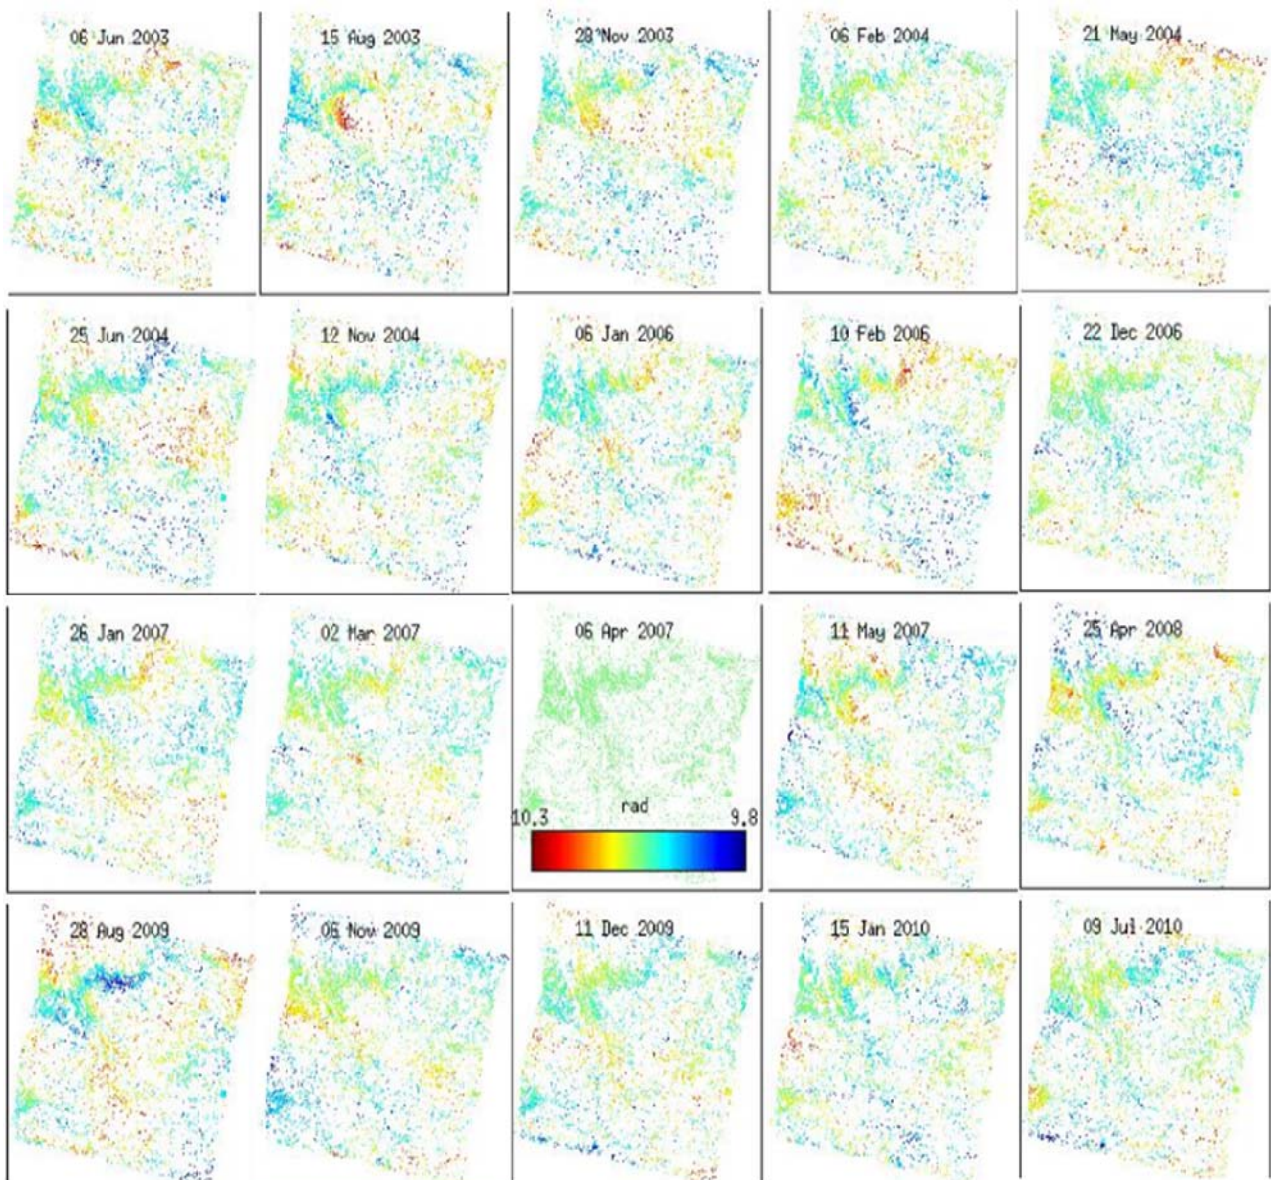 06 Jun 2003
15 Aug 2003
28 Nov 2003
06 Feb 2004
21 May 2004
25 Jun 2004
12 Nov 2004
06 Jan 2006
10 Feb 2006
22 Dec 2006
26 Jan 2007
02 Mar 2007
06 Apr 2007
11 May 2007
25 Apr 2008
rad
10.3
9.8
28 Aug 2009
06 Nov 2009
11 Dec 2009
15 Jan 2010
09 Jul 2010